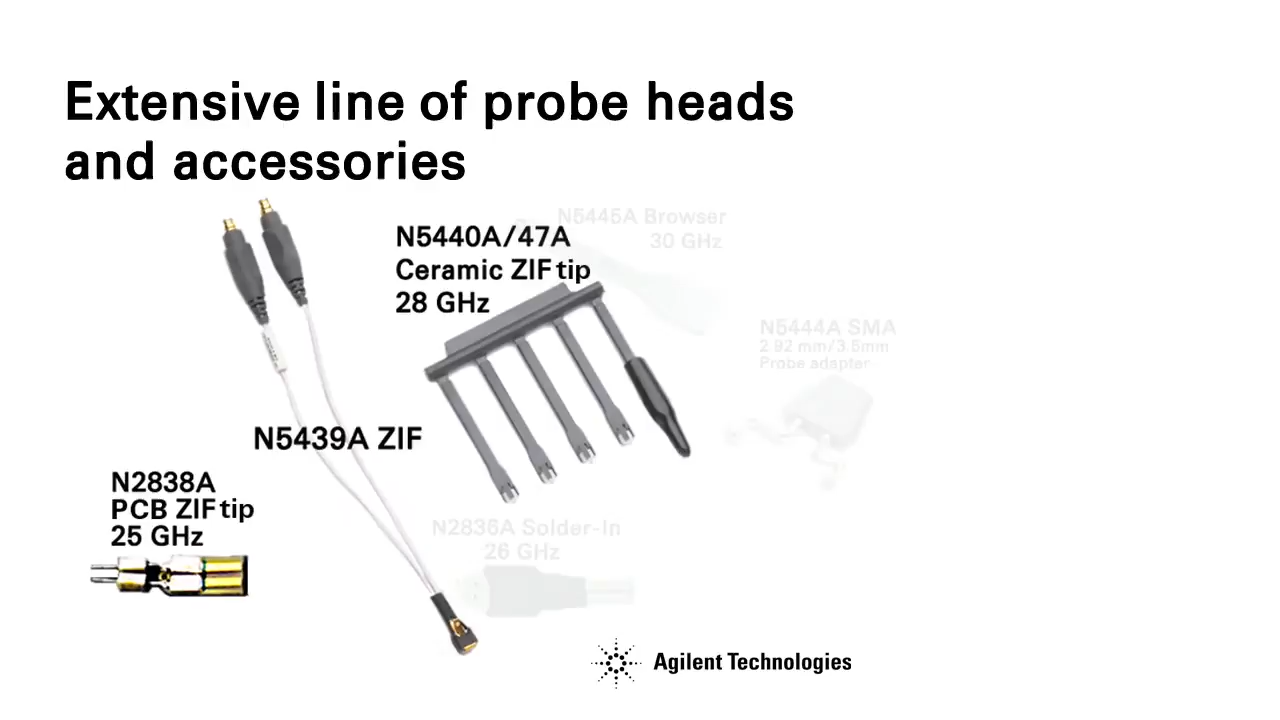 Extensive line of probe heads
and accessories
N5440A/47A
Ceramic ZIF tip
28 GHz
N5445A Browser
30 GHz
N5444A SMA
2.92 mm/3.5mm
Probe adapter
N5439A ZIF
N2838A
PCB ZIF tip
25 GHz
N2836A Solder-In
26 GHz
Agilent Technologies